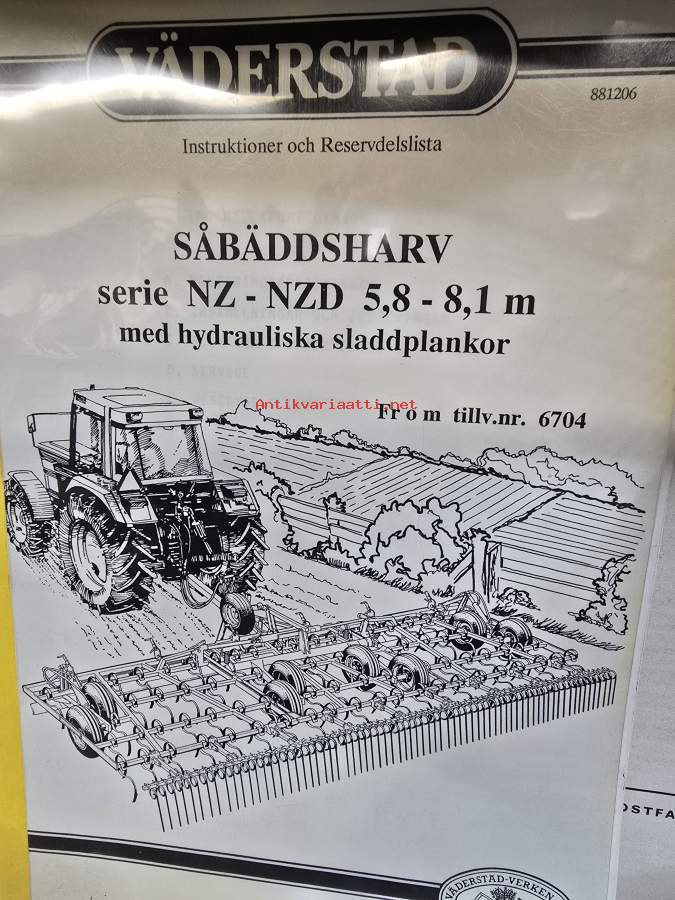 VÄDERSTAD
881206
Instruktioner och Reservdelslista
SÅBÄDDSHARV
serie NZ - NZD 5,8 - 8,1 m
med hydrauliska sladdplankor
D. SERVICE
Antikvariaatti.net
Fr o m tillv.nr. 6704
OSTFA
VÄDERSTAD-VERKEN